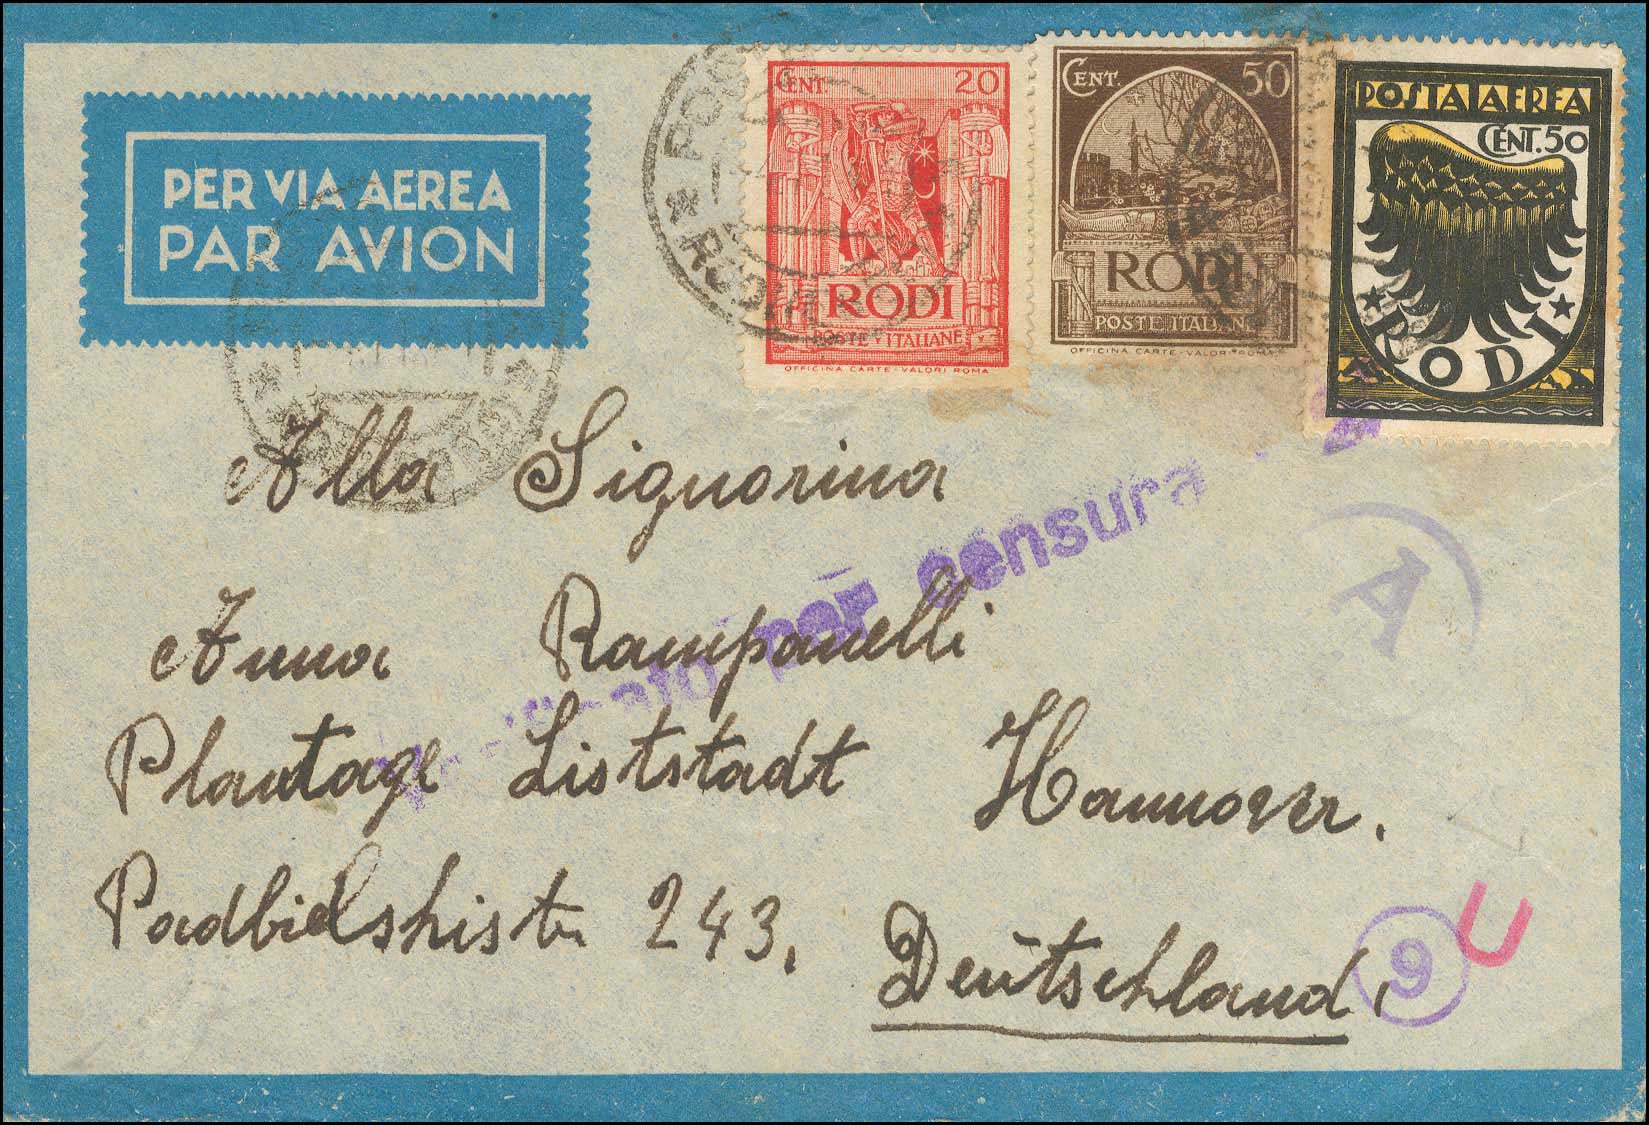 PER VIA AEREA
PAR AVION
CENT. 20
RODI
POSTE ITALIANE
OFFICINA CARTE-VALORI ROMA
CENT. 50
RODI
POSTE ITALIANE
OFFICINA CARTE-VALORI ROMA
POSTA AEREA
CENT. 50
RODI
Alla Signorina
Anna Rampanelli
Plantage Liststadt Hannover.
Podbielskistr 243,
Deutschland,
per censura
A
9
U